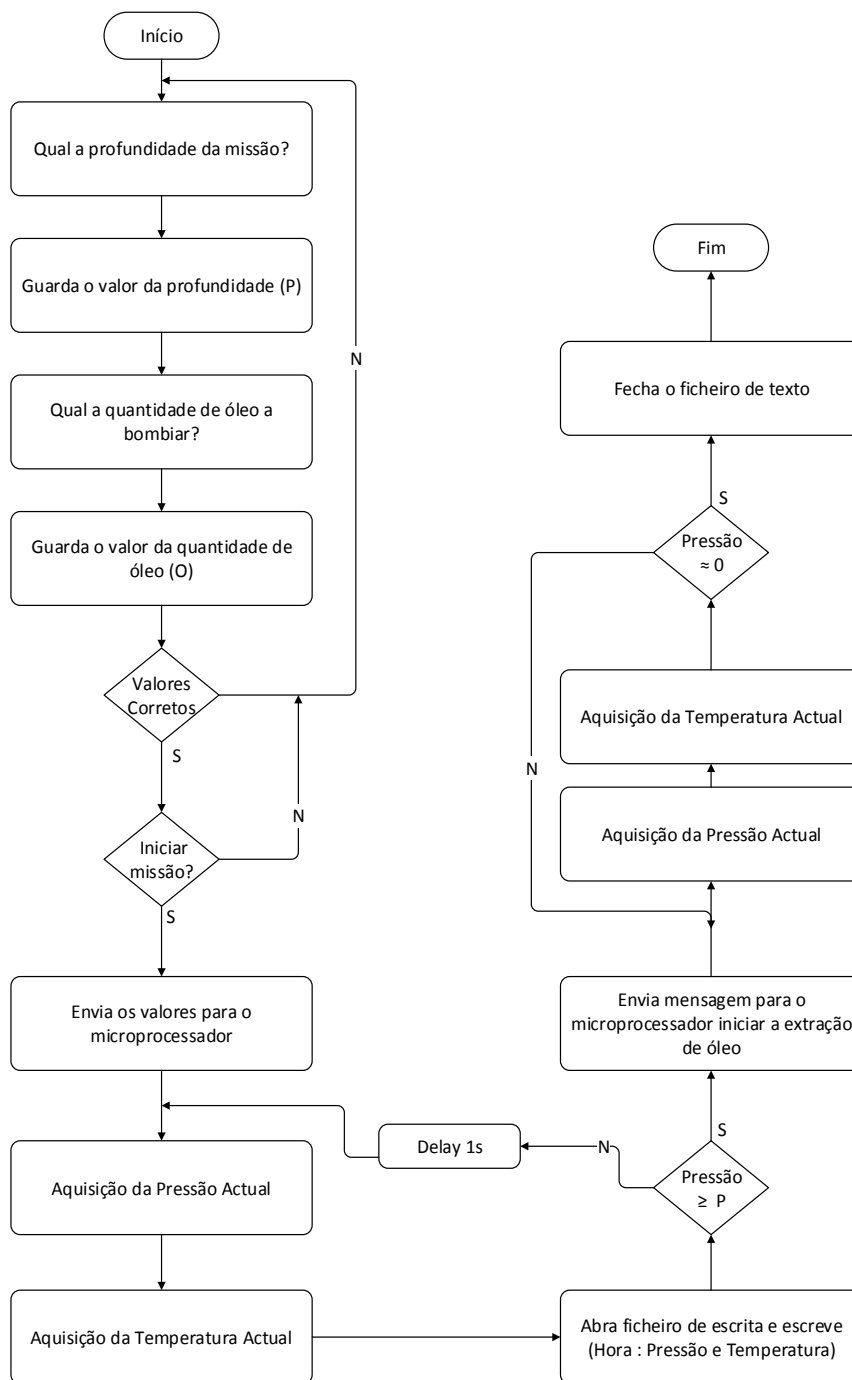 Início
Qual a profundidade da missão?
Guarda o valor da profundidade (P)
Qual a quantidade de óleo a
bombiar?
Guarda o valor da quantidade de
óleo (O)
Valores
Corretos
N
S
Iniciar
missão?
N
S
Envia os valores para o
microprocessador
Aquisição da Pressão Actual
Aquisição da Temperatura Actual
Abra ficheiro de escrita e escreve
(Hora : Pressão e Temperatura)
Pressão
≥ P
N
Delay 1s
S
Envia mensagem para o
microprocessador iniciar a extração
de óleo
Aquisição da Pressão Actual
Aquisição da Temperatura Actual
Pressão
≈ 0
N
S
Fecha o ficheiro de texto
Fim